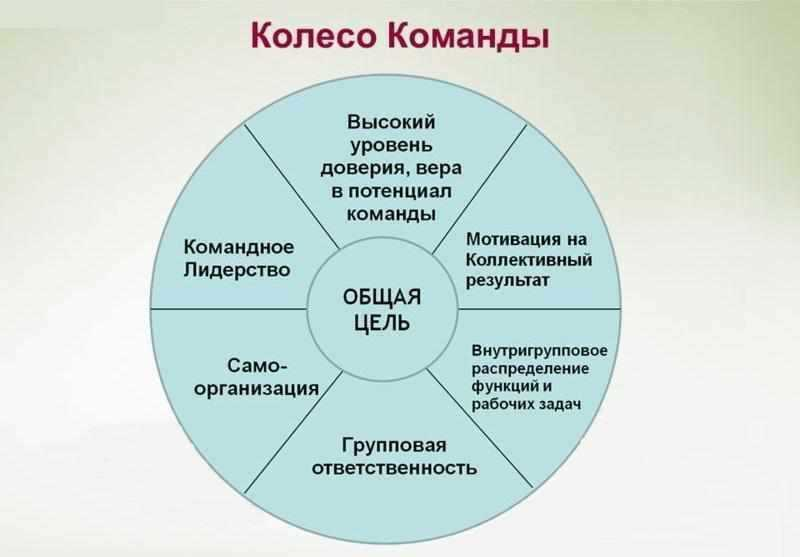 Колесо Команды
Высокий
уровень
доверия, вера
в потенциал
команды
Мотивация на
Коллективный
результат
Внутригрупповое
распределение
функций и
рабочих задач
Групповая
ответственность
Само-
организация
Командное
Лидерство
ОБЩАЯ
ЦЕЛЬ